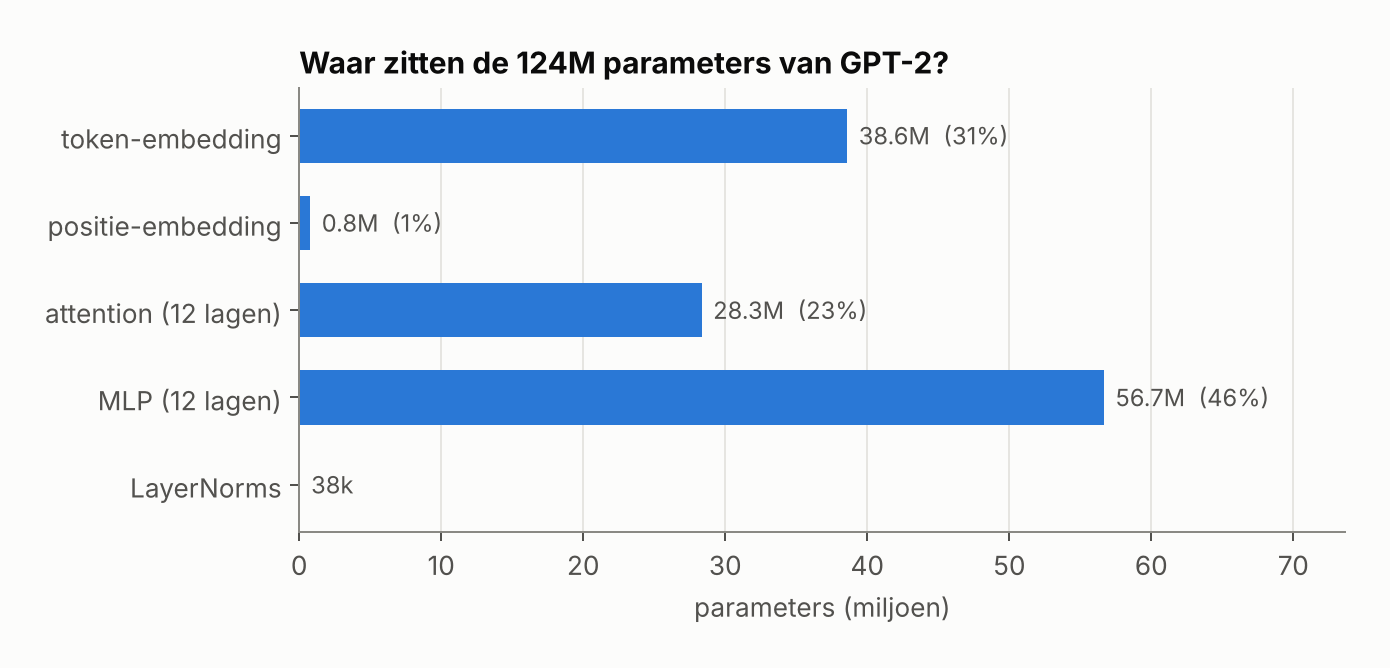 Waar zitten de 124M parameters van GPT-2?
token-embedding 38.6M (31%)
positie-embedding 0.8M (1%)
attention (12 lagen) 28.3M (23%)
MLP (12 lagen) 56.7M (46%)
LayerNorms 38k
0 10 20 30 40 50 60 70
parameters (miljoen)